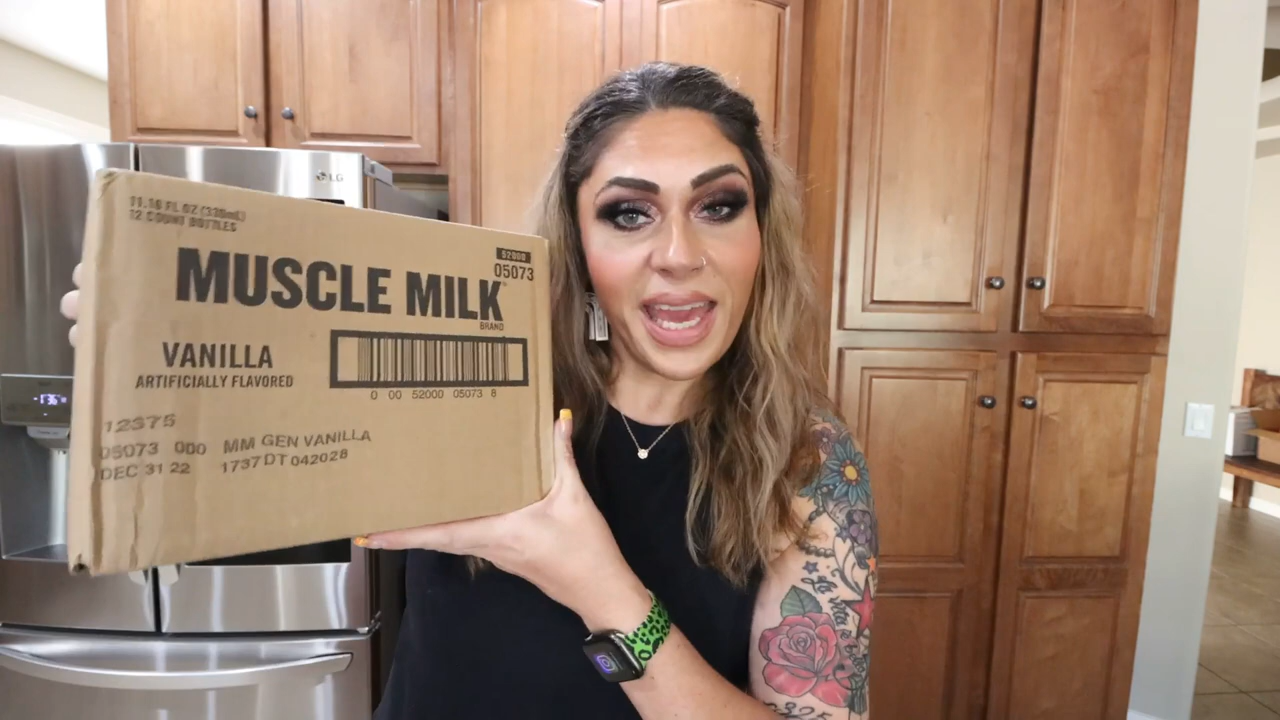 LG
11.16 FL OZ (330mL)
12 COUNT BOTTLES
52000
05073
MUSCLE MILK
BRAND
VANILLA
ARTIFICIALLY FLAVORED
0 00 52000 05073 8
12375
05073 000 MM GEN VANILLA
DEC 31 22 1737 DT 042028